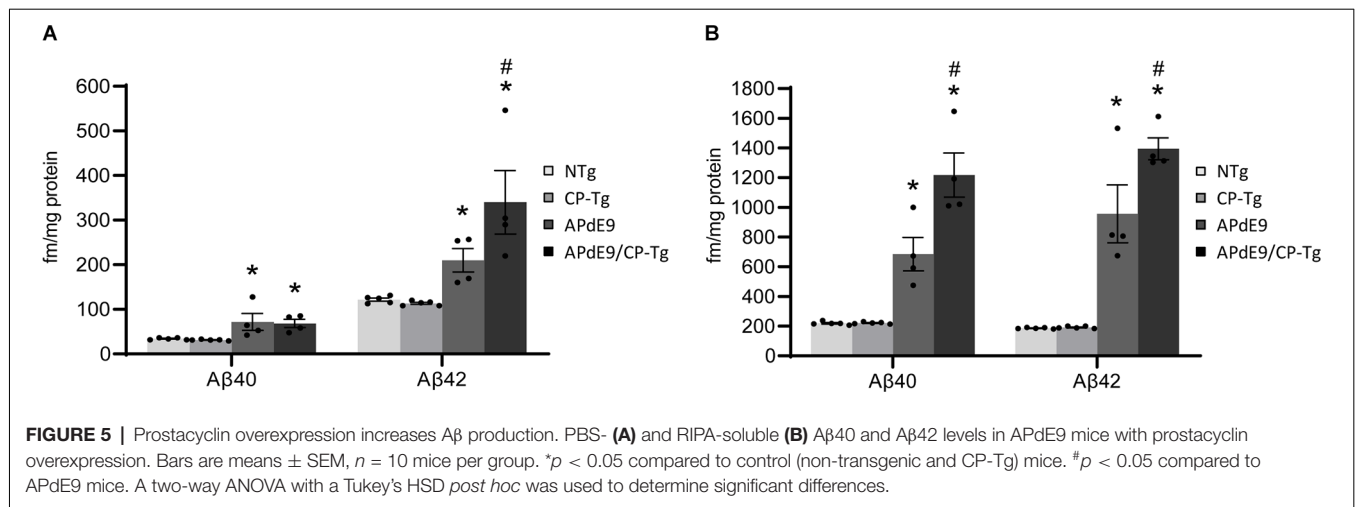 A
B
600
500
400
300
200
100
0
fm/mg protein
*
*
*
#
*
Aβ40
Aβ42
NTg
CP-Tg
APdE9
APdE9/CP-Tg
1800
1600
1400
1200
1000
800
600
400
200
0
fm/mg protein
*
#
*
*
#
*
Aβ40
Aβ42
NTg
CP-Tg
APdE9
APdE9/CP-Tg
FIGURE 5 | Prostacyclin overexpression increases Aβ production. PBS- (A) and RIPA-soluble (B) Aβ40 and Aβ42 levels in APdE9 mice with prostacyclin
overexpression. Bars are means ± SEM, n = 10 mice per group. *p < 0.05 compared to control (non-transgenic and CP-Tg) mice. #p < 0.05 compared to
APdE9 mice. A two-way ANOVA with a Tukey's HSD post hoc was used to determine significant differences.